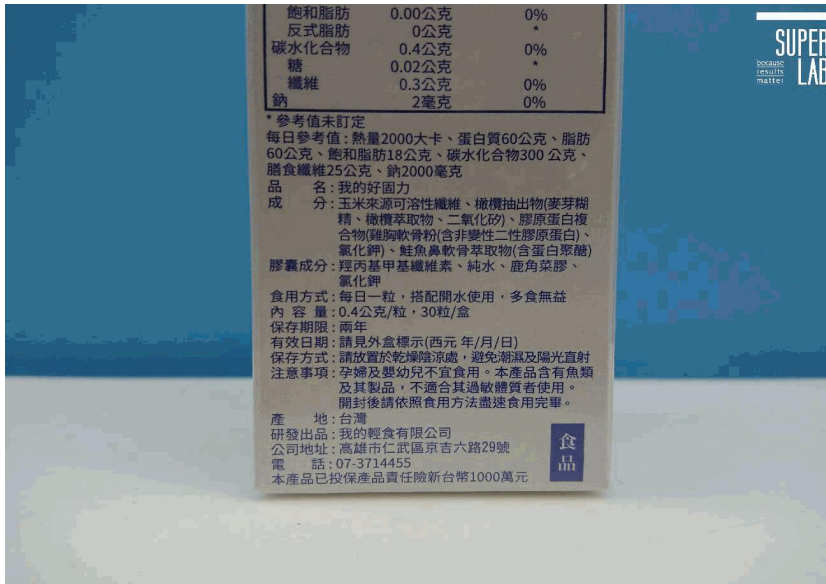 飽和脂肪 0.00公克 0%
反式脂肪 0公克 *
碳水化合物 0.4公克 0%
糖 0.02公克 *
纖維 0.3公克 0%
鈉 2毫克 0%
* 參考值未訂定
每日參考值:熱量2000大卡、蛋白質60公克、脂肪
60公克、飽和脂肪18公克、碳水化合物300 公克、
膳食纖維25公克、鈉2000毫克
品 名:我的好固力
成 分:玉米來源可溶性纖維、橄欖抽出物(麥芽糊
精、橄欖萃取物、二氧化矽)、膠原蛋白複
合物(雞胸軟骨粉(含非變性二性膠原蛋白)、
氯化鉀)、鮭魚鼻軟骨萃取物(含蛋白聚醣)
膠囊成分:羥丙基甲基纖維素、純水、鹿角菜膠、
氯化鉀
食用方式:每日一粒，搭配開水使用，多食無益
內 容 量:0.4公克/粒，30粒/盒
保存期限:兩年
有效日期:請見外盒標示(西元 年/月/日)
保存方式:請放置於乾燥陰涼處，避免潮濕及陽光直射
注意事項:孕婦及嬰幼兒不宜食用。本產品含有魚類
及其製品，不適合其過敏體質者使用。
開封後請依照食用方法盡速食用完畢。
產 地:台灣
研發出品:我的輕食有限公司
公司地址:高雄市仁武區京吉六路29號
電 話:07-3714455
本產品已投保產品責任險新台幣1000萬元
食品
SUPER
LAB
because
results
matter